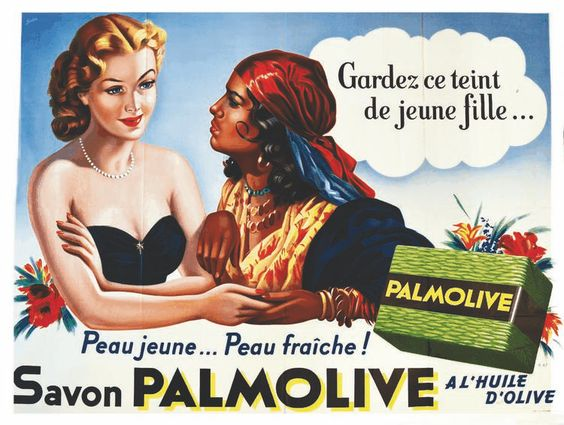 Gardez ce teint
de jeune fille...
PALMOLIVE
Peau jeune... Peau fraîche !
Savon PALMOLIVE A L'HUILE
D'OLIVE